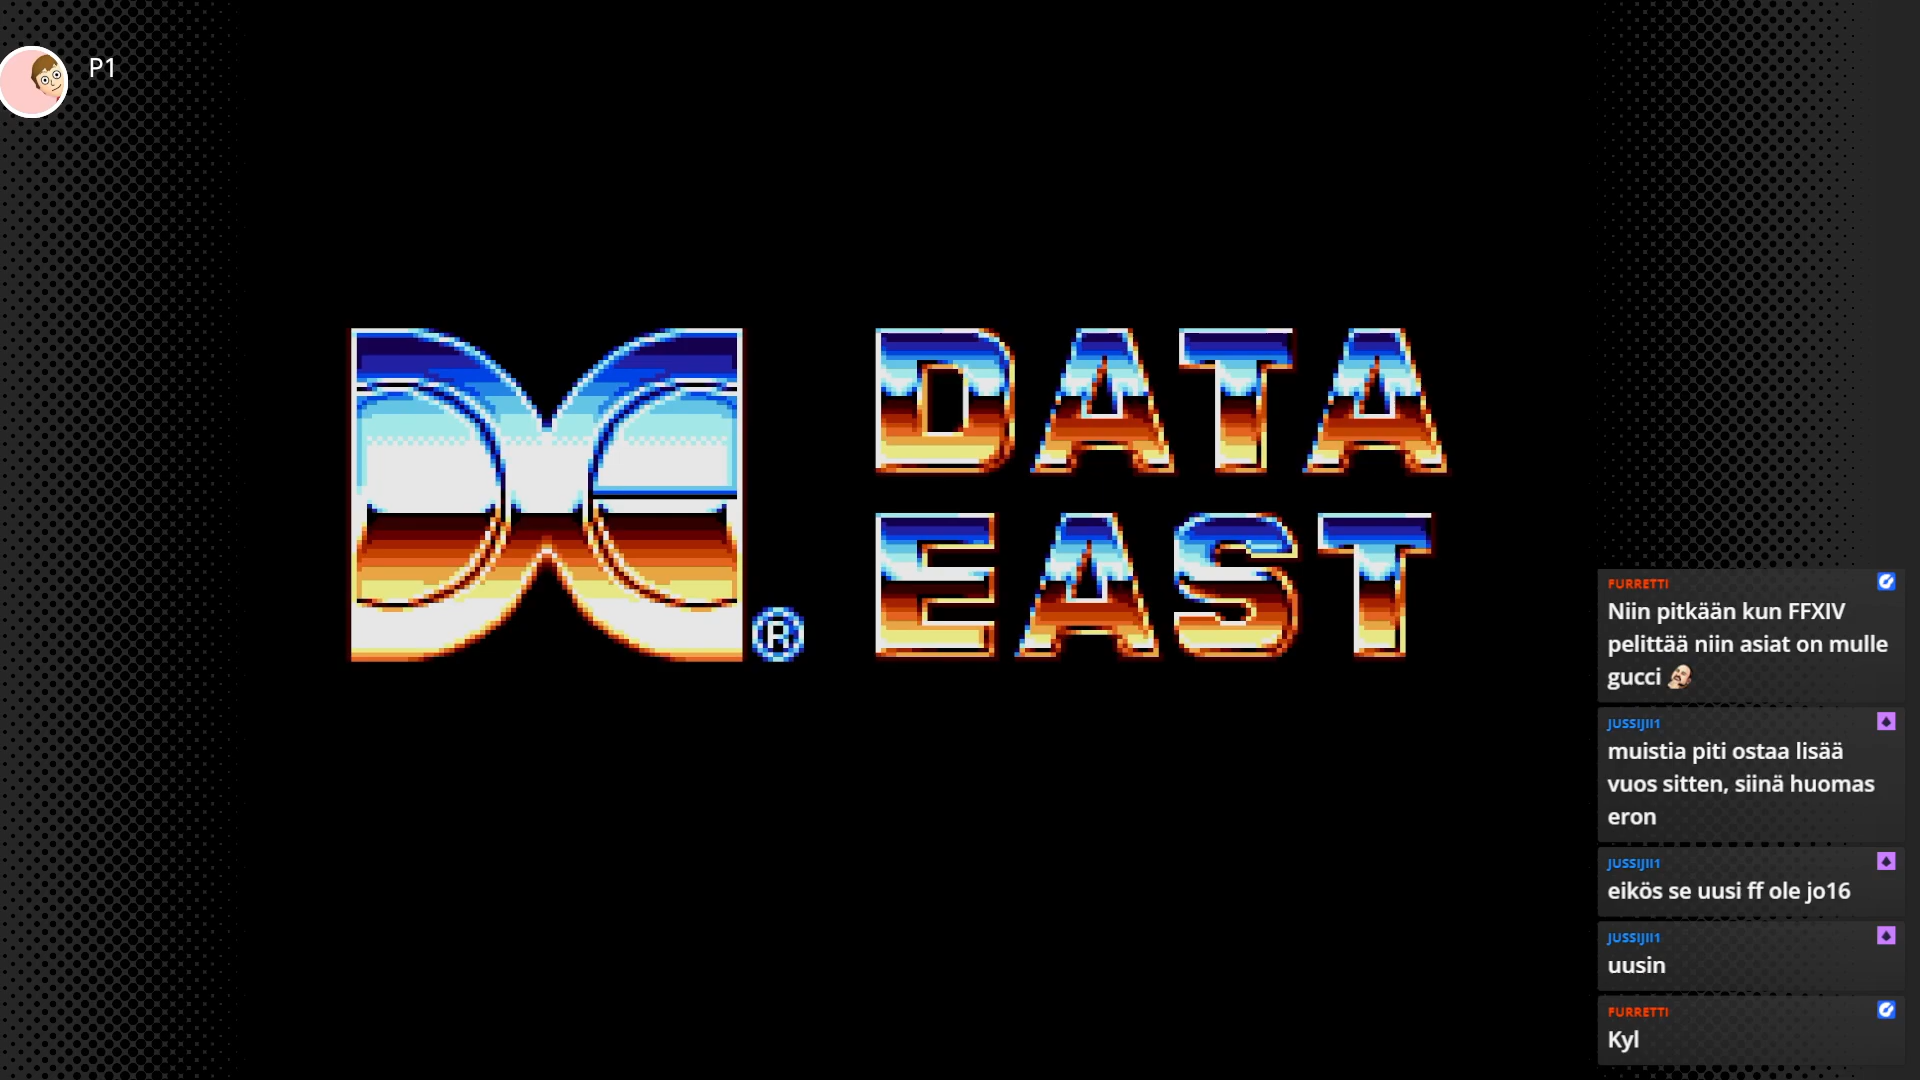 P1
DATA
EAST
®
FURRETTI
Niin pitkään kun FFXIV
pelittää niin asiat on mulle
gucci
JUSSIJII1
muistia piti ostaa lisää
vuos sitten, siinä huomas
eron
JUSSIJII1
eikös se uusi ff ole jo16
JUSSIJII1
uusin
FURRETTI
Kyl